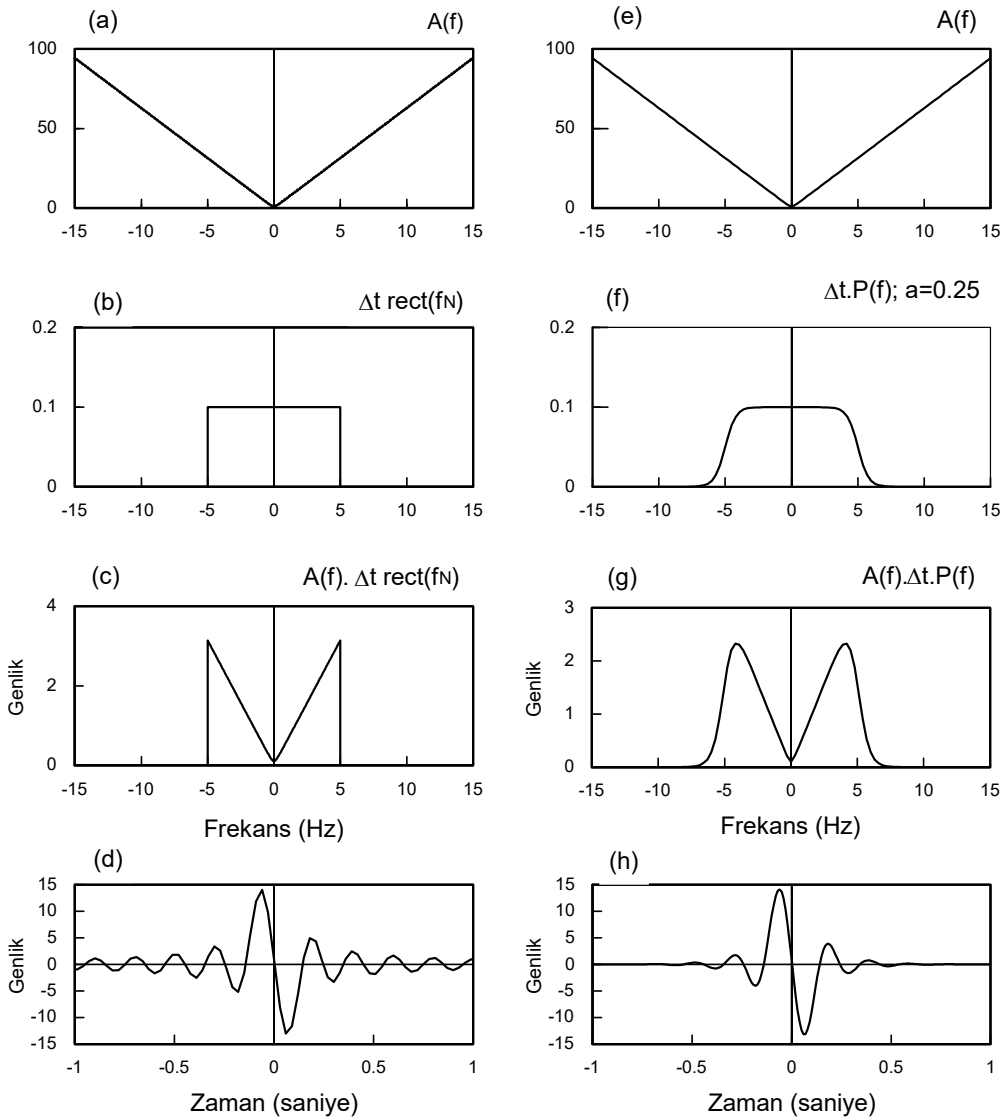 (a) A(f)
100
50
0
-15 -10 -5 0 5 10 15
(b) Δt rect(fN)
0.2
0.1
0
-15 -10 -5 0 5 10 15
(c) A(f). Δt rect(fN)
4
2
0
Genlik
-15 -10 -5 0 5 10 15
Frekans (Hz)
(d)
15
10
5
0
-5
-10
-15
Genlik
-1 -0.5 0 0.5 1
Zaman (saniye)
(e) A(f)
100
50
0
-15 -10 -5 0 5 10 15
(f) Δt.P(f); a=0.25
0.2
0.1
0
-15 -10 -5 0 5 10 15
(g) A(f).Δt.P(f)
3
2
1
0
Genlik
-15 -10 -5 0 5 10 15
Frekans (Hz)
(h)
15
10
5
0
-5
-10
-15
Genlik
-1 -0.5 0 0.5 1
Zaman (saniye)